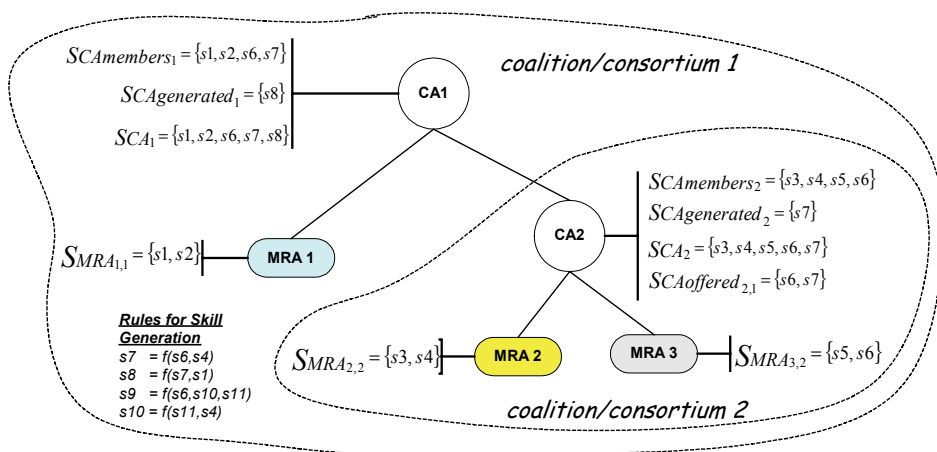 SCAmembers₁ = {s1, s2, s6, s7}
SCAgenerated₁ = {s8}
SCA₁ = {s1, s2, s6, s7, s8}
CA1
coalition/consortium 1
SCAmembers₂ = {s3, s4, s5, s6}
SCAgenerated₂ = {s7}
SCA₂ = {s3, s4, s5, s6, s7}
SCAoffered₂,₁ = {s6, s7}
CA2
SMRA₁,₁ = {s1, s2}
MRA 1
Rules for Skill
Generation
s7 = f(s6,s4)
s8 = f(s7,s1)
s9 = f(s6,s10,s11)
s10 = f(s11,s4)
SMRA₂,₂ = {s3, s4}
MRA 2
MRA 3
SMRA₃,₂ = {s5, s6}
coalition/consortium 2